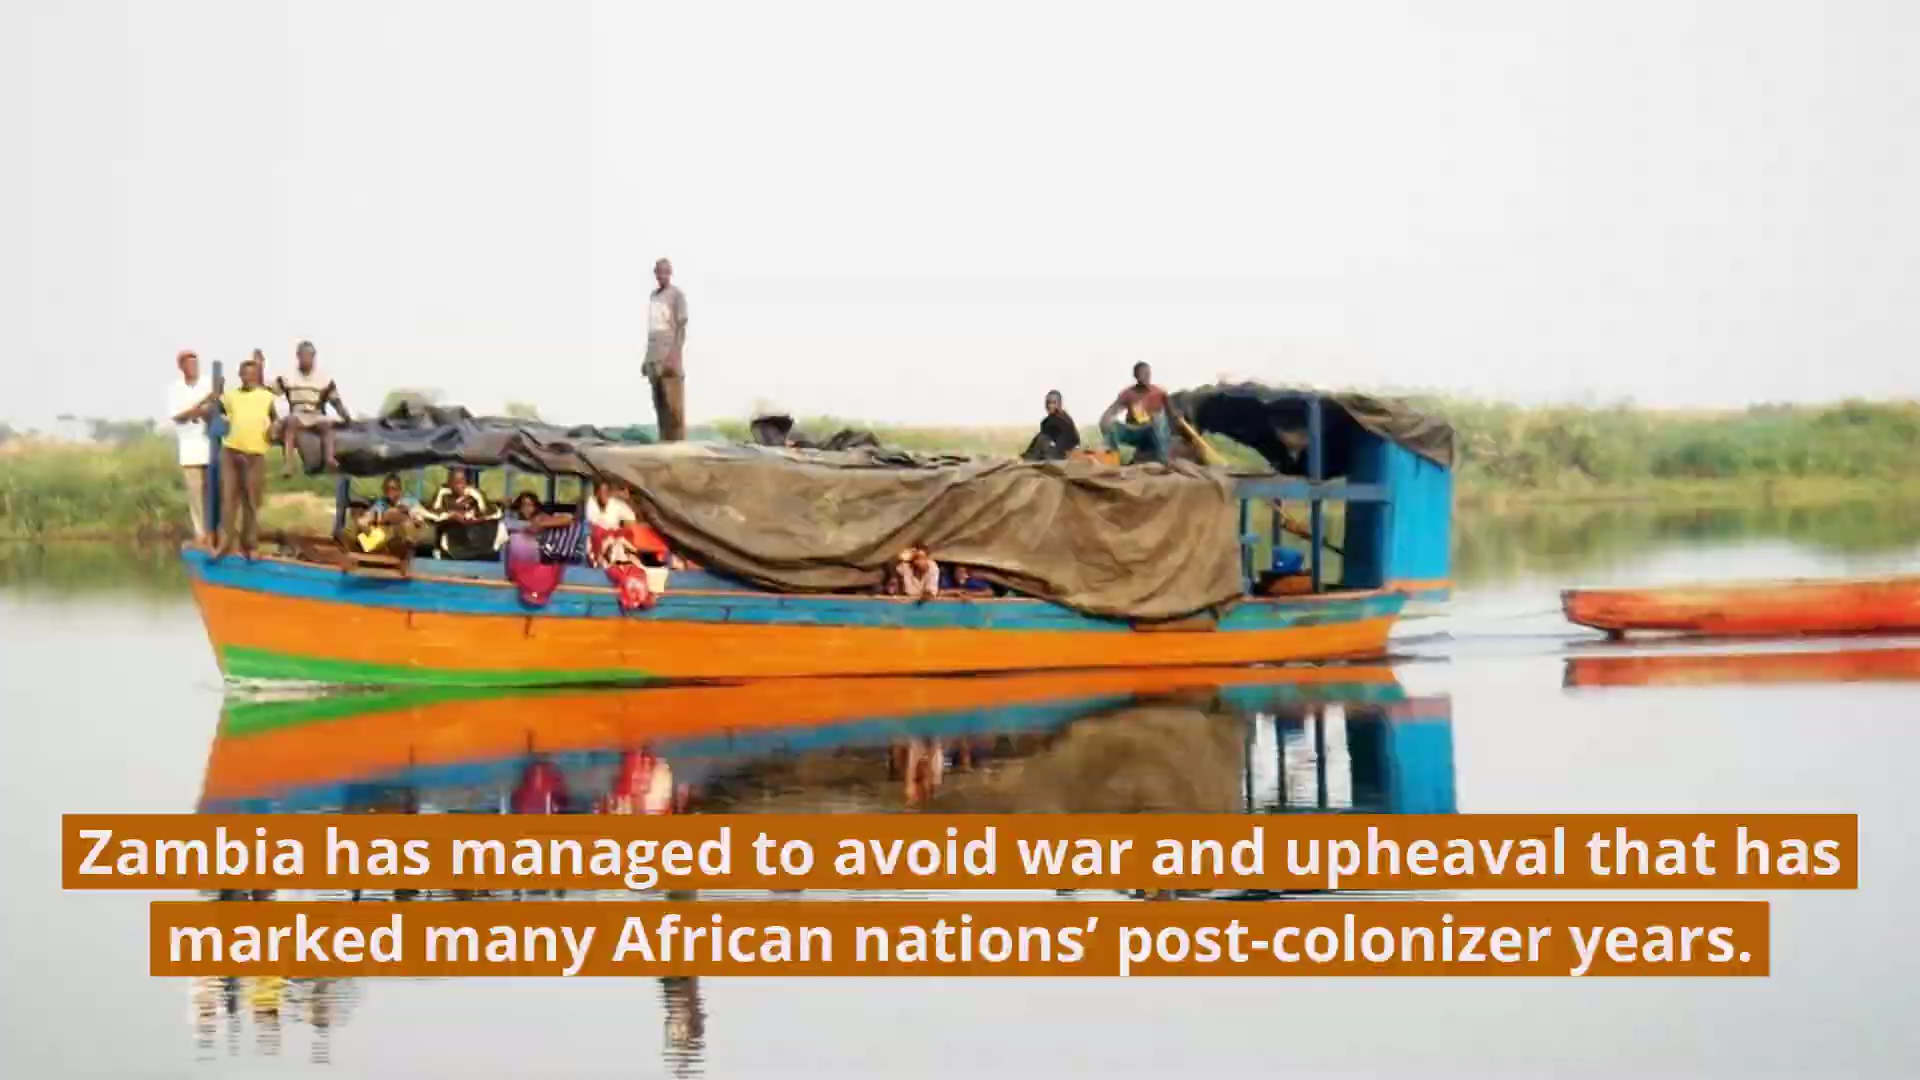 Zambia has managed to avoid war and upheaval that has
marked many African nations’ post-colonizer years.